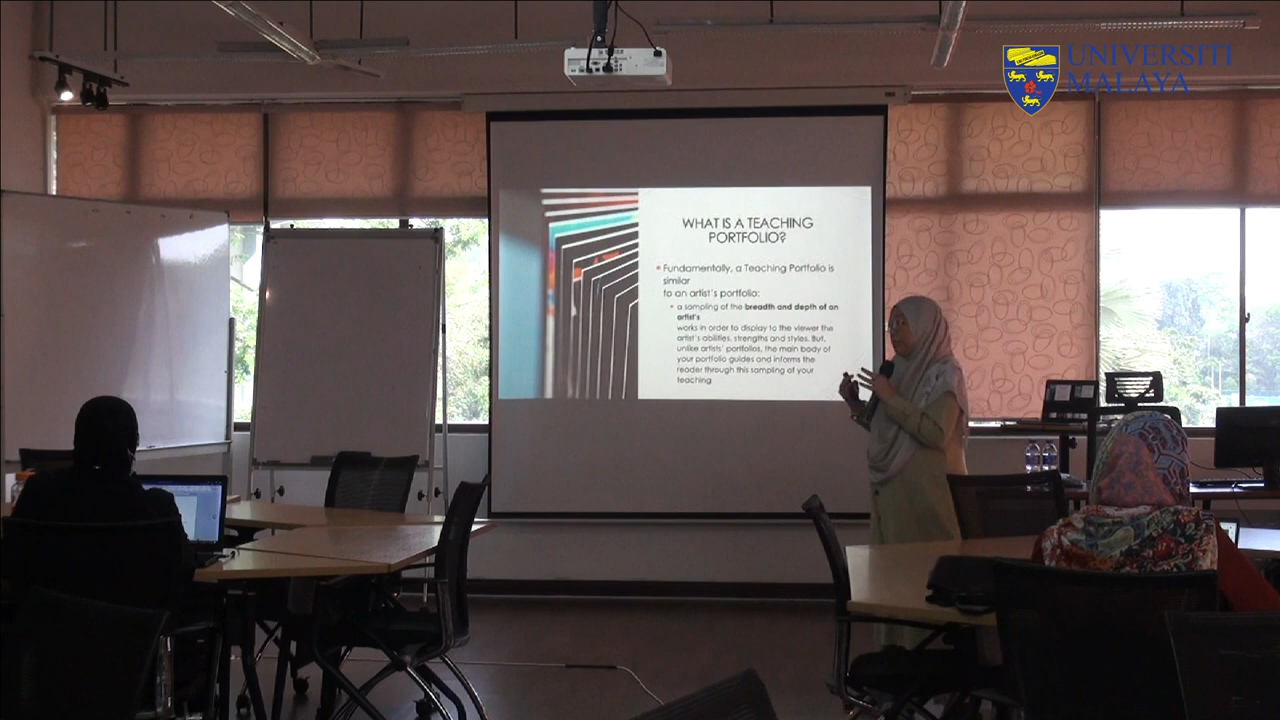 UNIVERSITI
MALAYA
WHAT IS A TEACHING
PORTFOLIO?
Fundamentally, a Teaching Portfolio is
similar
to an artist's portfolio:
a sampling of the breadth and depth of an
artist's
works in order to display to the viewer the
artist's abilities, strengths and styles. But,
unlike artists' portfolios, the main body of
your portfolio guides and informs the
reader through this sampling of your
teaching